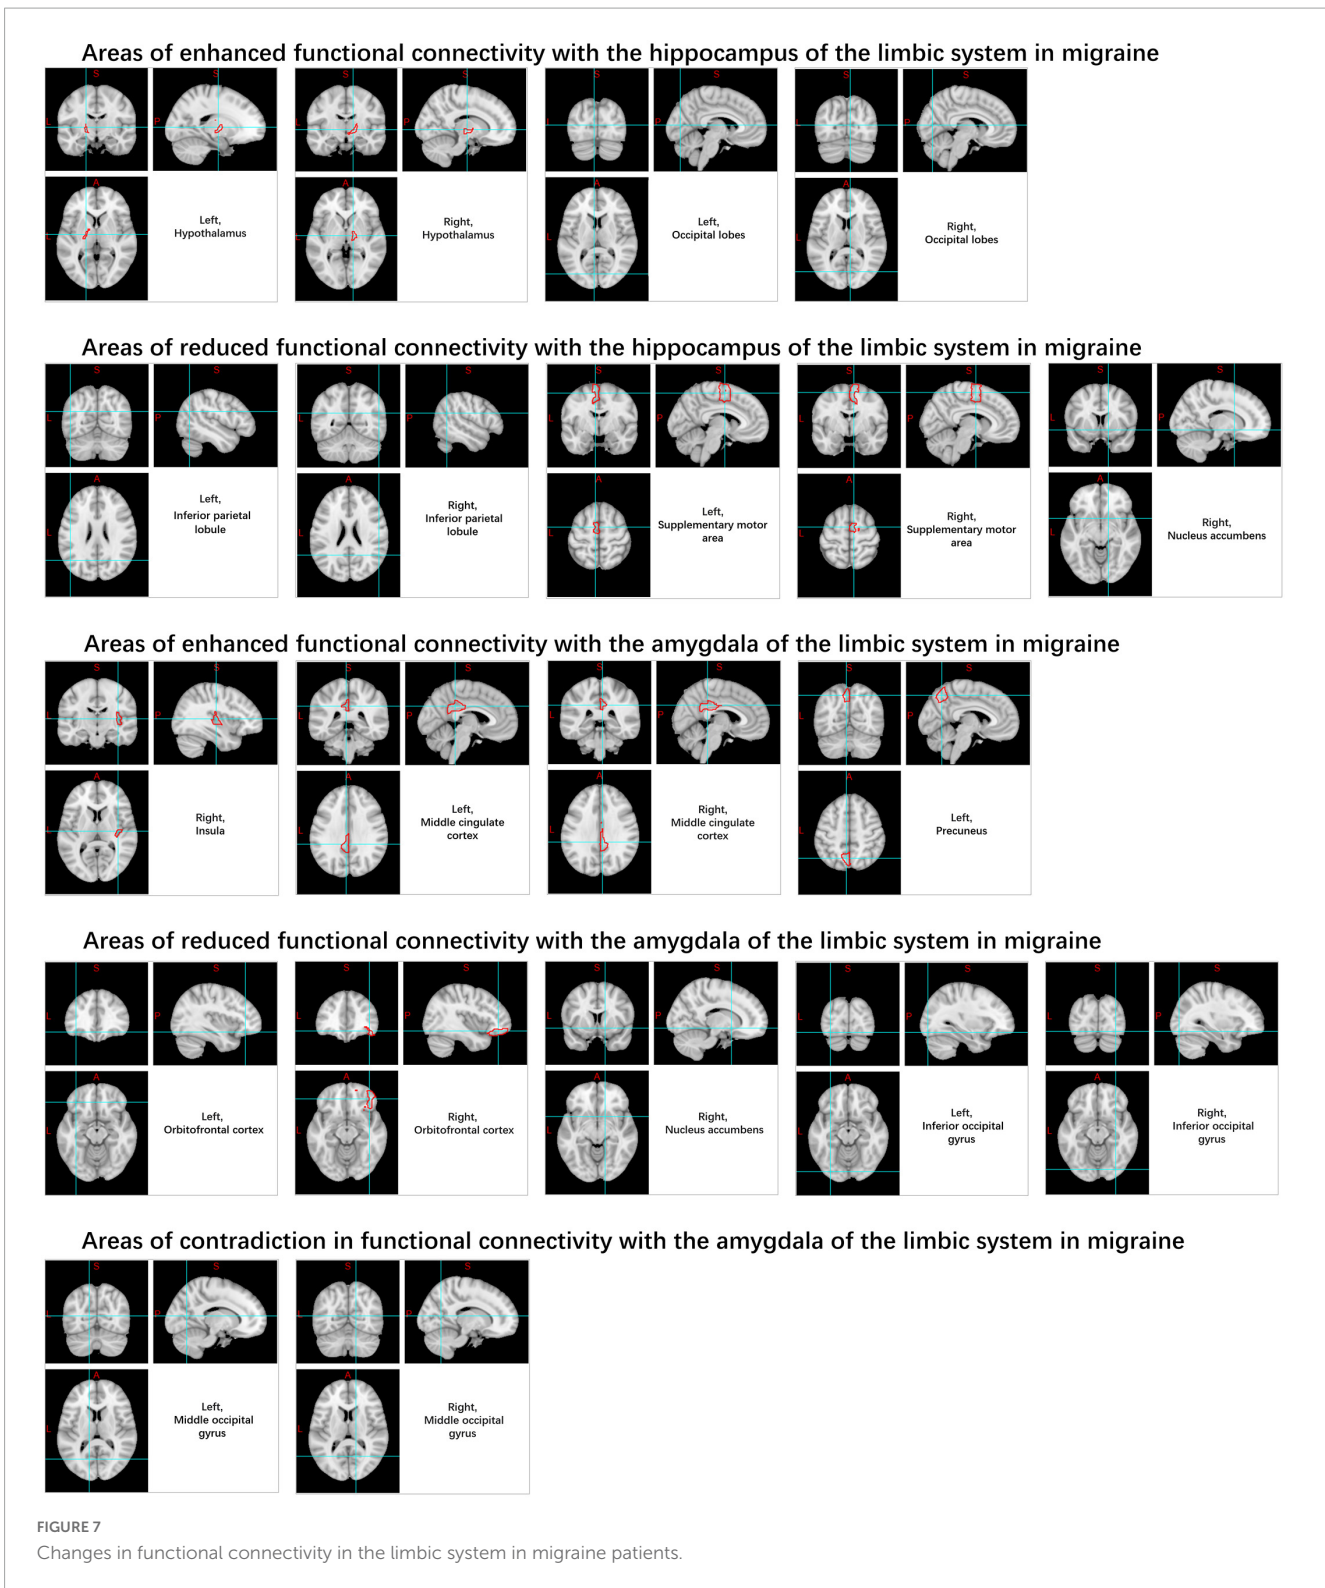 Areas of enhanced functional connectivity with the hippocampus of the limbic system in migraine
S
S
S
S
S
S
S
S
L
P
L
P
L
P
L
P
A
A
A
A
L
L
L
L
Left,
Hypothalamus
Right,
Hypothalamus
Left,
Occipital lobes
Right,
Occipital lobes
Areas of reduced functional connectivity with the hippocampus of the limbic system in migraine
S
S
S
S
S
S
S
S
S
S
L
P
L
P
L
P
L
P
L
P
A
A
A
A
A
L
L
L
L
L
Left,
Inferior parietal
lobule
Right,
Inferior parietal
lobule
Left,
Supplementary motor
area
Right,
Supplementary motor
area
Right,
Nucleus accumbens
Areas of enhanced functional connectivity with the amygdala of the limbic system in migraine
S
S
S
S
S
S
S
S
L
P
L
P
L
P
L
P
A
A
A
A
L
L
L
L
Right,
Insula
Left,
Middle cingulate
cortex
Right,
Middle cingulate
cortex
Left,
Precuneus
Areas of reduced functional connectivity with the amygdala of the limbic system in migraine
S
S
S
S
S
S
S
S
S
S
L
P
L
P
L
P
L
P
L
P
A
A
A
A
A
L
L
L
L
L
Left,
Orbitofrontal cortex
Right,
Orbitofrontal cortex
Right,
Nucleus accumbens
Left,
Inferior occipital
gyrus
Right,
Inferior occipital
gyrus
Areas of contradiction in functional connectivity with the amygdala of the limbic system in migraine
S
S
S
S
L
P
L
P
A
A
L
L
Left,
Middle occipital
gyrus
Right,
Middle occipital
gyrus
FIGURE 7
Changes in functional connectivity in the limbic system in migraine patients.